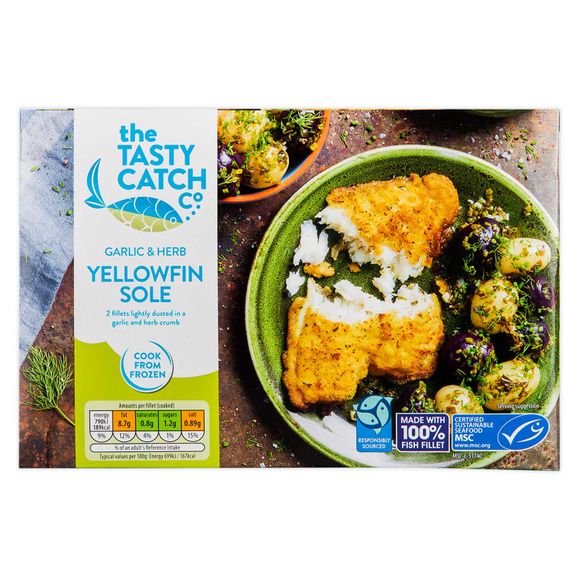 the
TASTY
CATCH
Co
GARLIC & HERB
YELLOWFIN
SOLE
2 fillets lightly dusted in a
garlic and herb crumb
COOK
FROM
FROZEN
Amounts per fillet (cooked)
energy fat saturates sugars salt
790kJ 8.7g 0.8g 1.2g 0.89g
189kcal
9% 12% 4% 1% 15%
% of an adult's Reference Intake
Typical values per 100g: Energy 699kJ / 167kcal
Serving suggestion
RESPONSIBLY
SOURCED
MADE WITH
100%
FISH FILLET
CERTIFIED
SUSTAINABLE
SEAFOOD
MSC
www.msc.org
MSC-C-51740